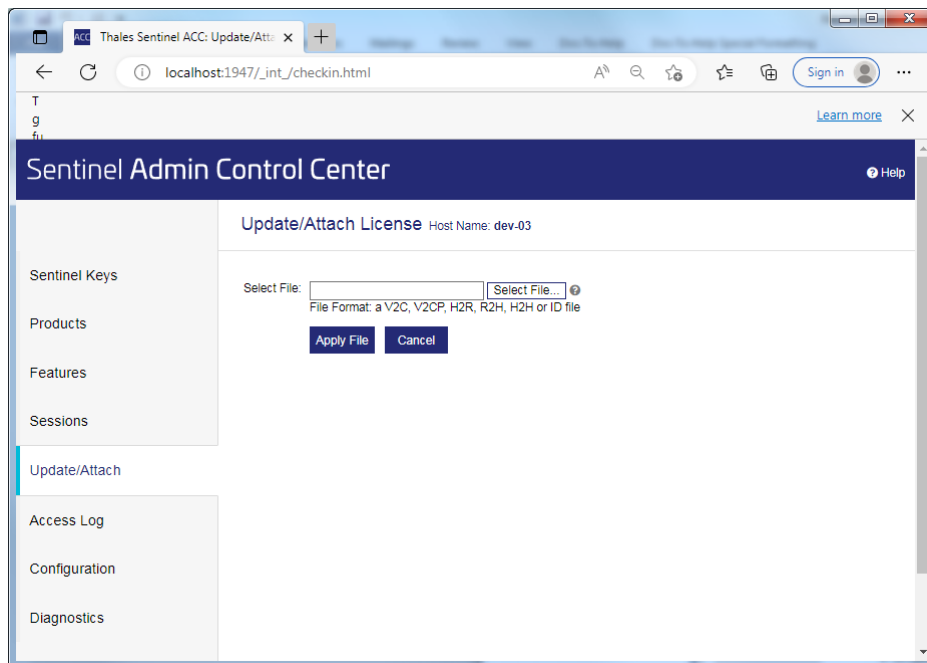 ACC Thales Sentinel ACC: Update/Atta
localhost:1947/_int_/checkin.html
Sign in
T
g
fu
Learn more
Sentinel Admin Control Center
Help
Update/Attach License Host Name: dev-03
Sentinel Keys
Select File: Select File...
File Format: a V2C, V2CP, H2R, R2H, H2H or ID file
Products
Apply File Cancel
Features
Sessions
Update/Attach
Access Log
Configuration
Diagnostics